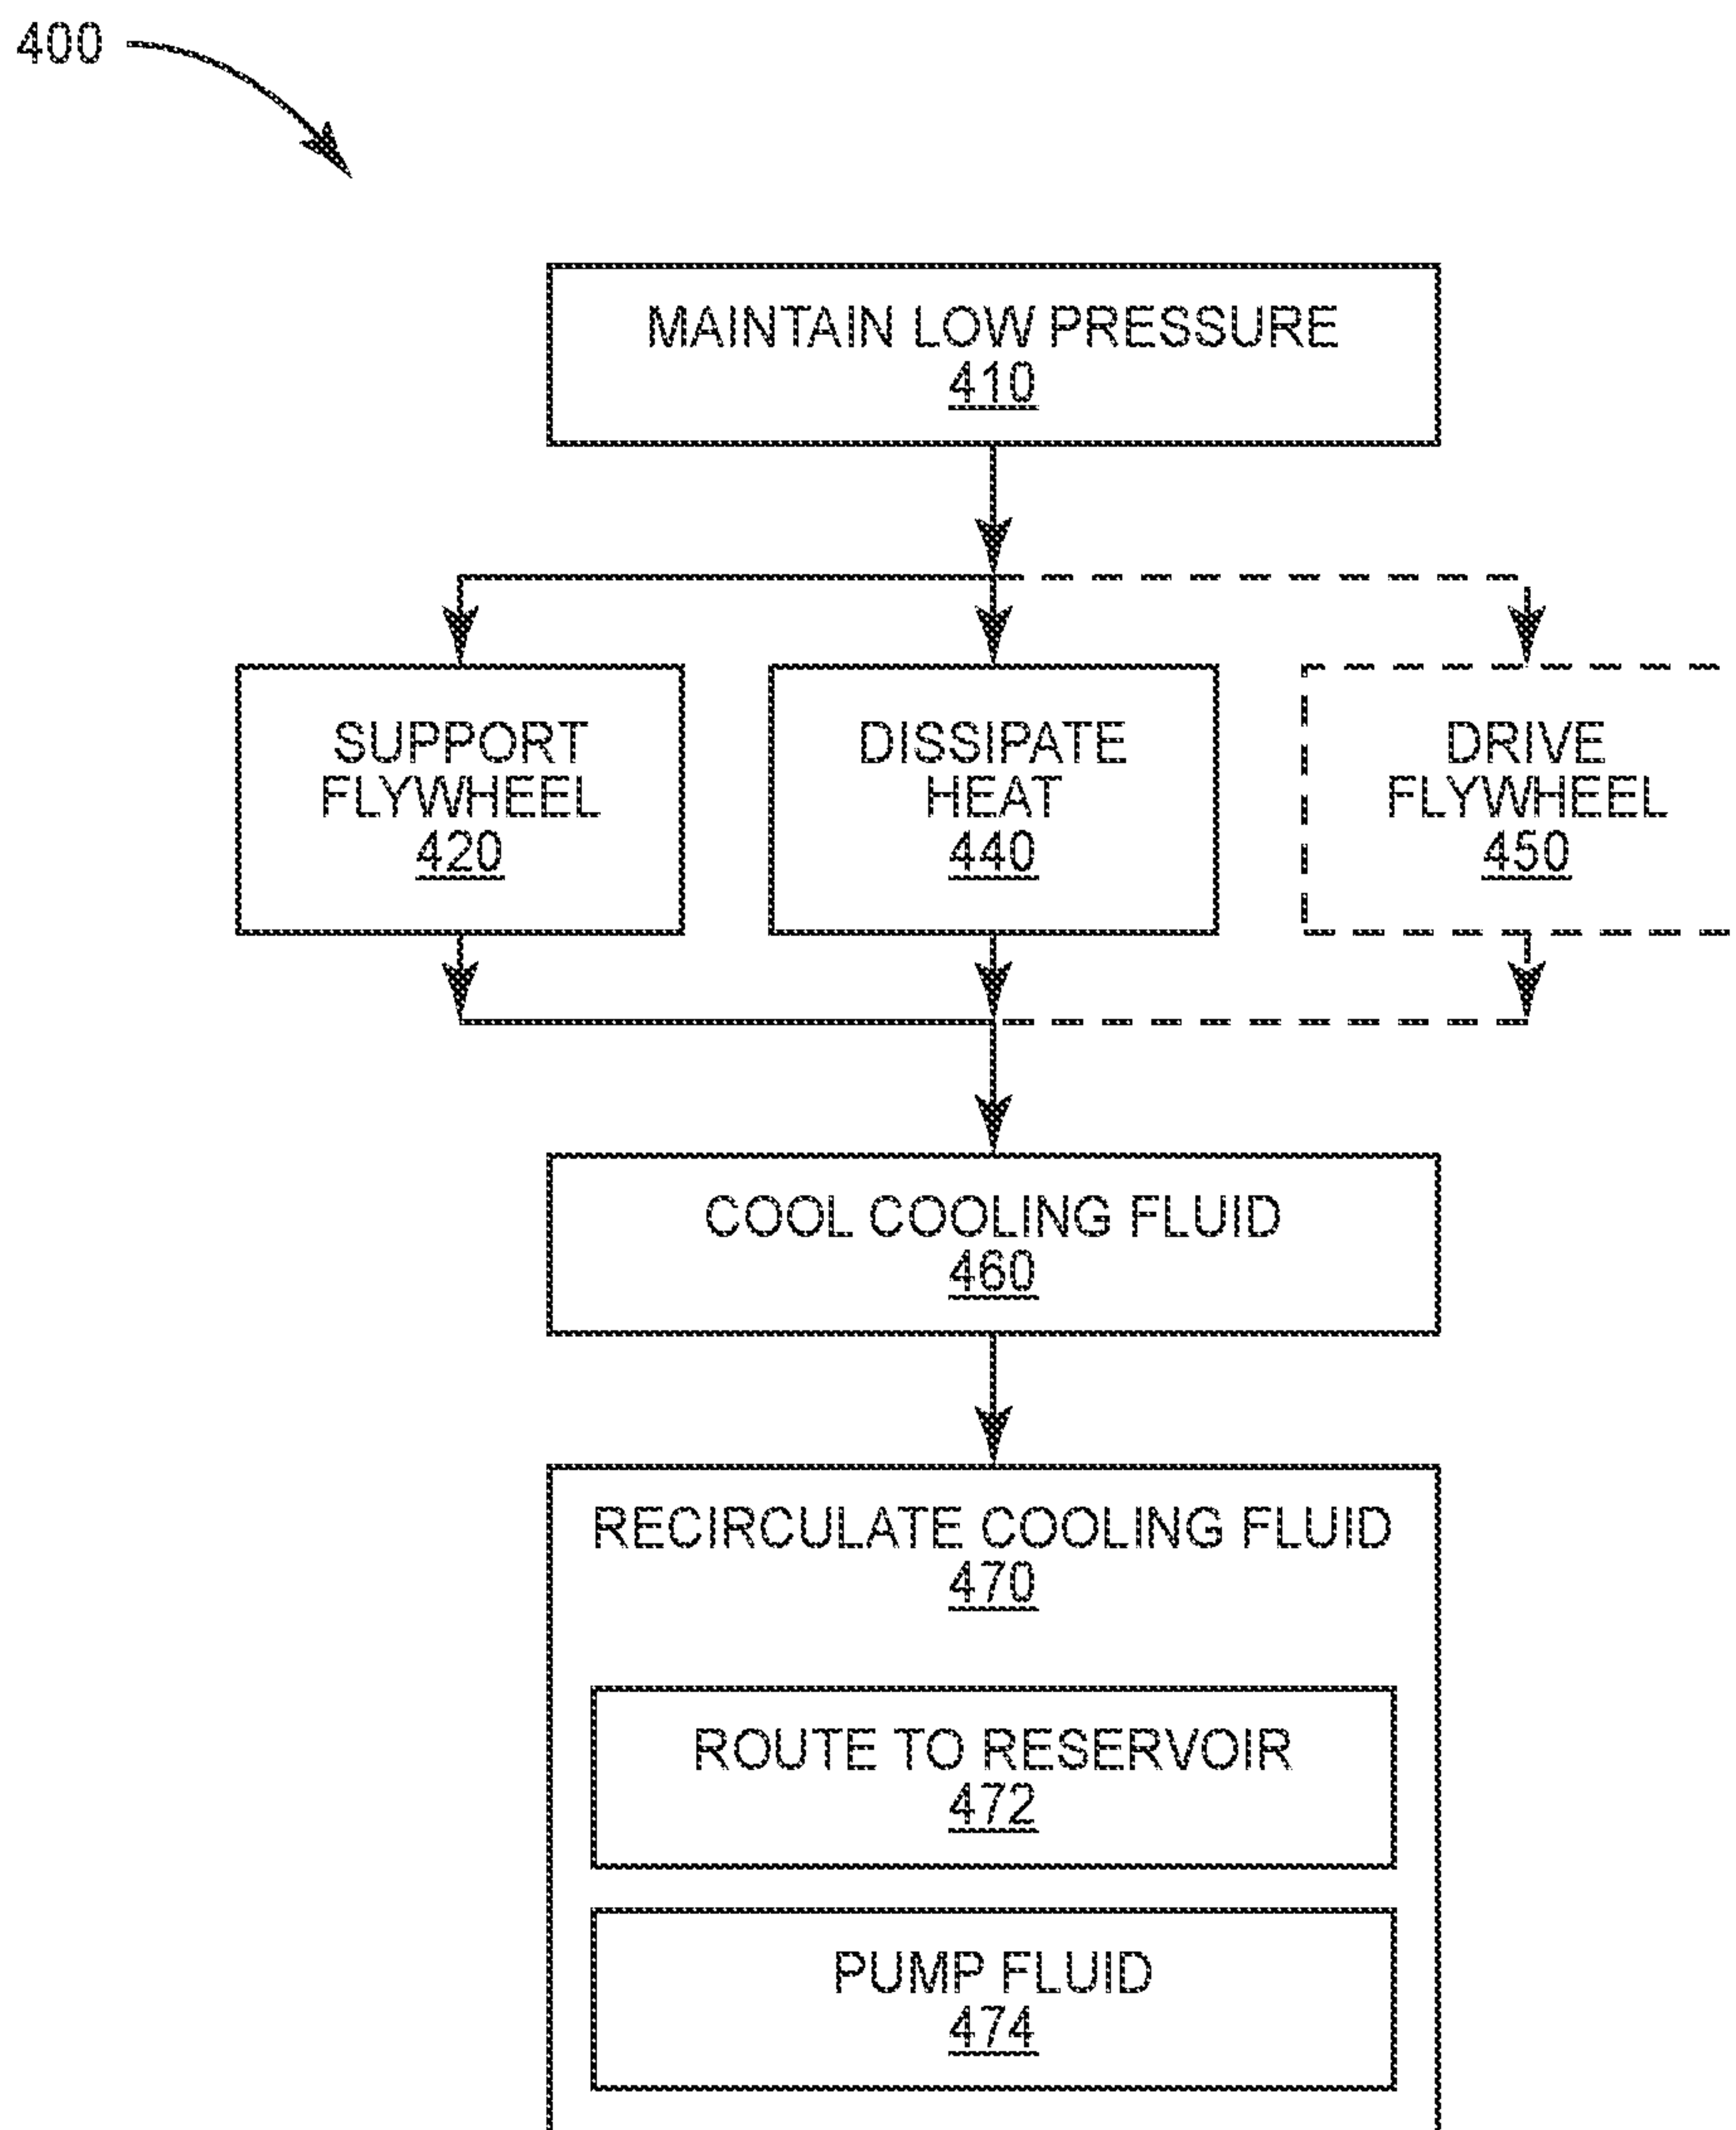 400
MAINTAIN LOW PRESSURE
410
SUPPORT
FLYWHEEL
420
DISSIPATE
HEAT
440
DRIVE
FLYWHEEL
450
COOL COOLING FLUID
460
RECIRCULATE COOLING FLUID
470
ROUTE TO RESERVOIR
472
PUMP FLUID
474